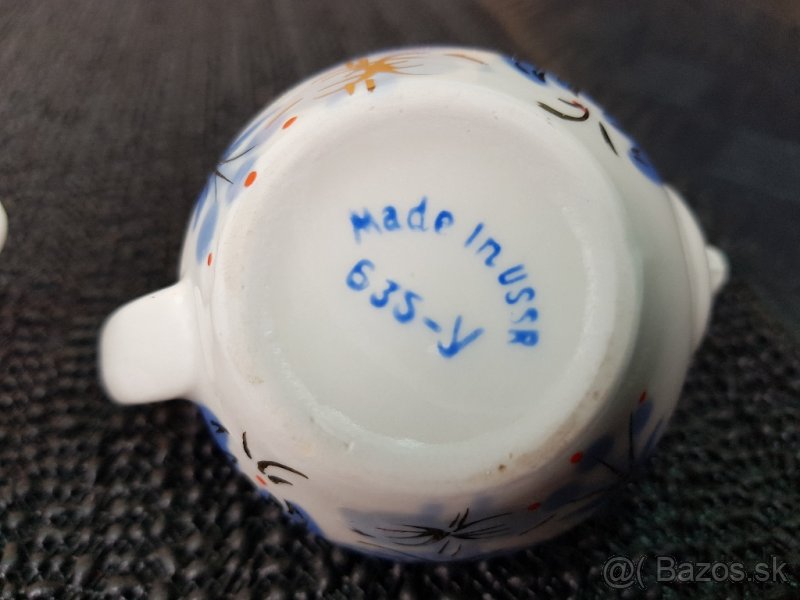 Made In USSR
635-У
@( Bazos.sk